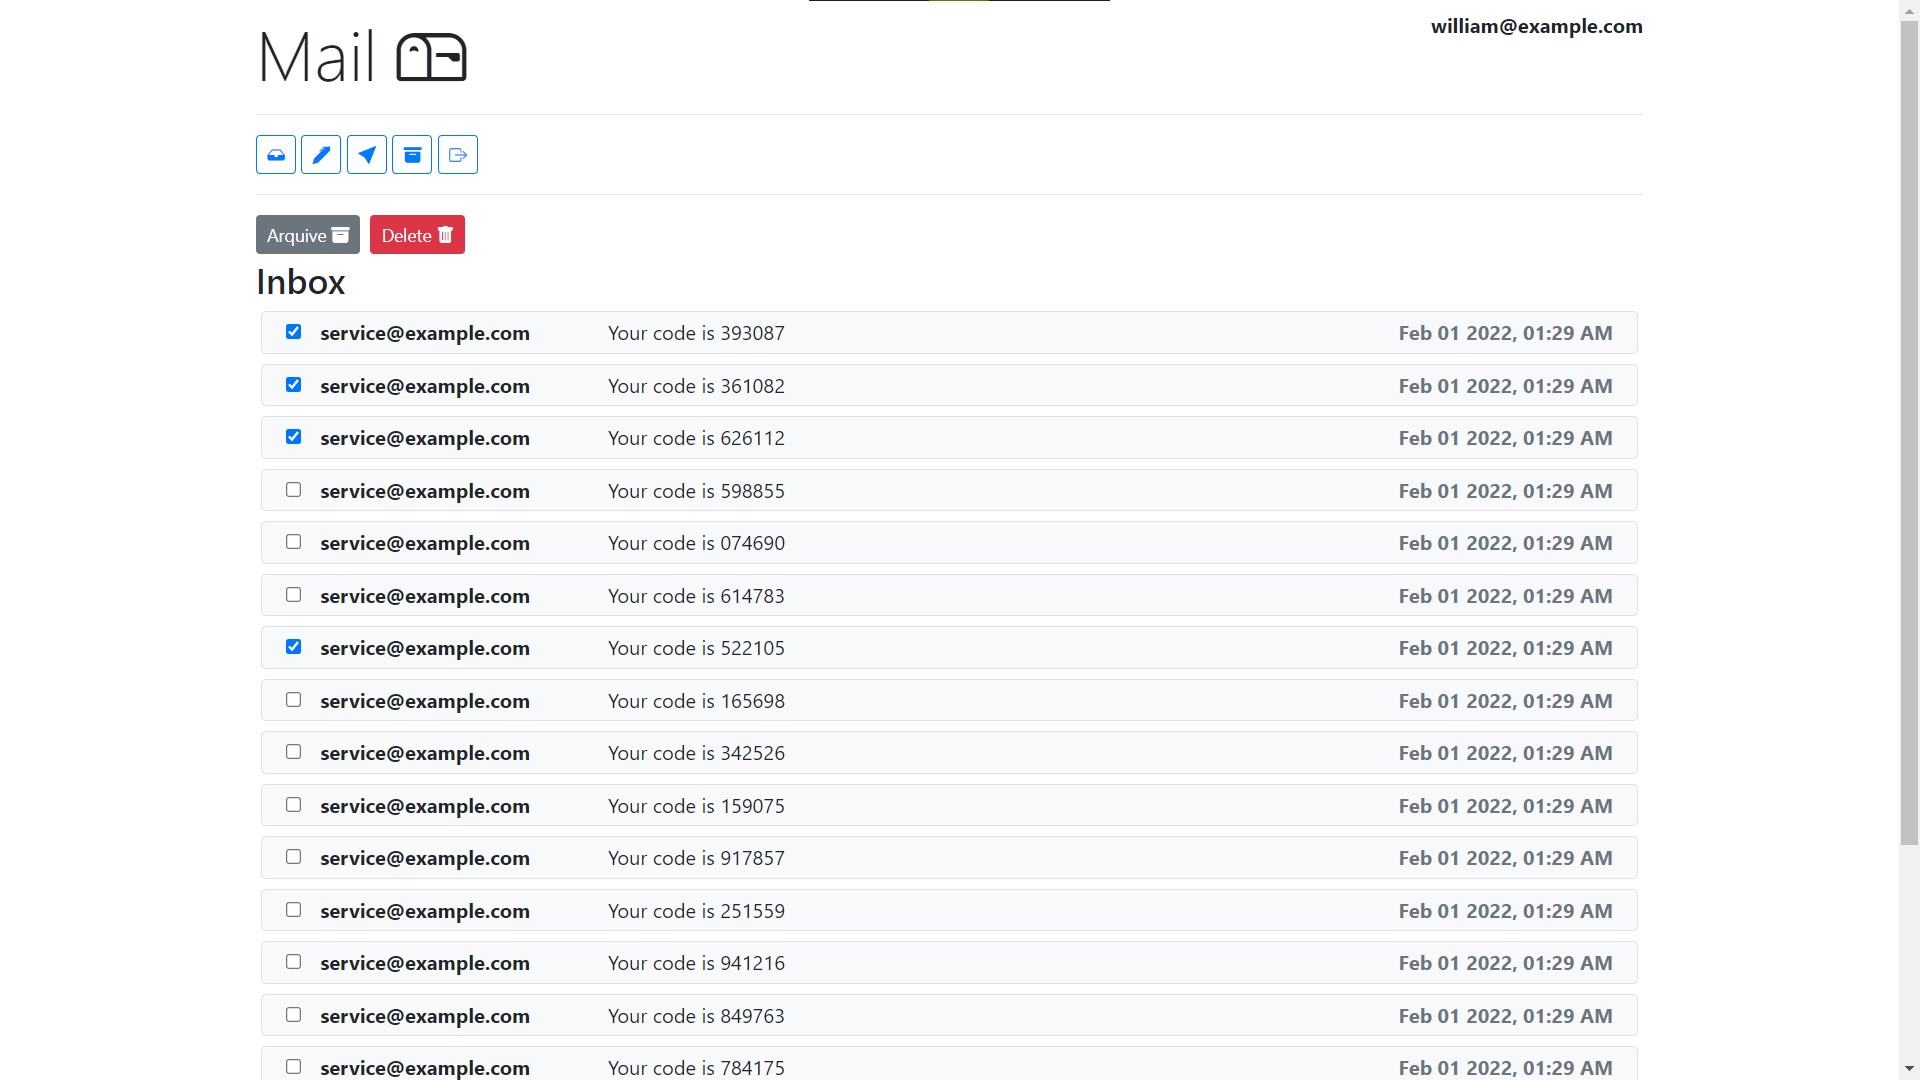 william@example.com
Mail
Arquive Delete
Inbox
service@example.com Your code is 393087 Feb 01 2022, 01:29 AM
service@example.com Your code is 361082 Feb 01 2022, 01:29 AM
service@example.com Your code is 626112 Feb 01 2022, 01:29 AM
service@example.com Your code is 598855 Feb 01 2022, 01:29 AM
service@example.com Your code is 074690 Feb 01 2022, 01:29 AM
service@example.com Your code is 614783 Feb 01 2022, 01:29 AM
service@example.com Your code is 522105 Feb 01 2022, 01:29 AM
service@example.com Your code is 165698 Feb 01 2022, 01:29 AM
service@example.com Your code is 342526 Feb 01 2022, 01:29 AM
service@example.com Your code is 159075 Feb 01 2022, 01:29 AM
service@example.com Your code is 917857 Feb 01 2022, 01:29 AM
service@example.com Your code is 251559 Feb 01 2022, 01:29 AM
service@example.com Your code is 941216 Feb 01 2022, 01:29 AM
service@example.com Your code is 849763 Feb 01 2022, 01:29 AM
service@example.com Your code is 784175 Feb 01 2022, 01:29 AM